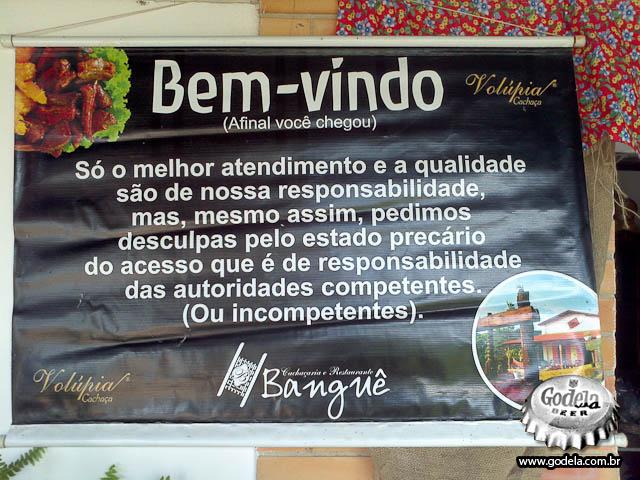 Bem-vindo
(Afinal você chegou)
Volúpia
Cachaça
Só o melhor atendimento e a qualidade
são de nossa responsabilidade,
mas, mesmo assim, pedimos
desculpas pelo estado precário
do acesso que é de responsabilidade
das autoridades competentes.
(Ou incompetentes).
Volúpia
Cachaça
Cachaçaria e Restaurante
Banguê
Godela
BEER
www.godela.com.br